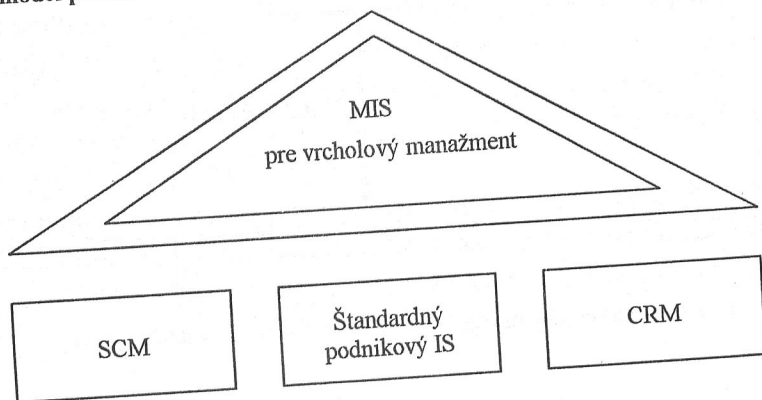 MIS
pre vrcholový manažment
SCM
Štandardný
podnikový IS
CRM